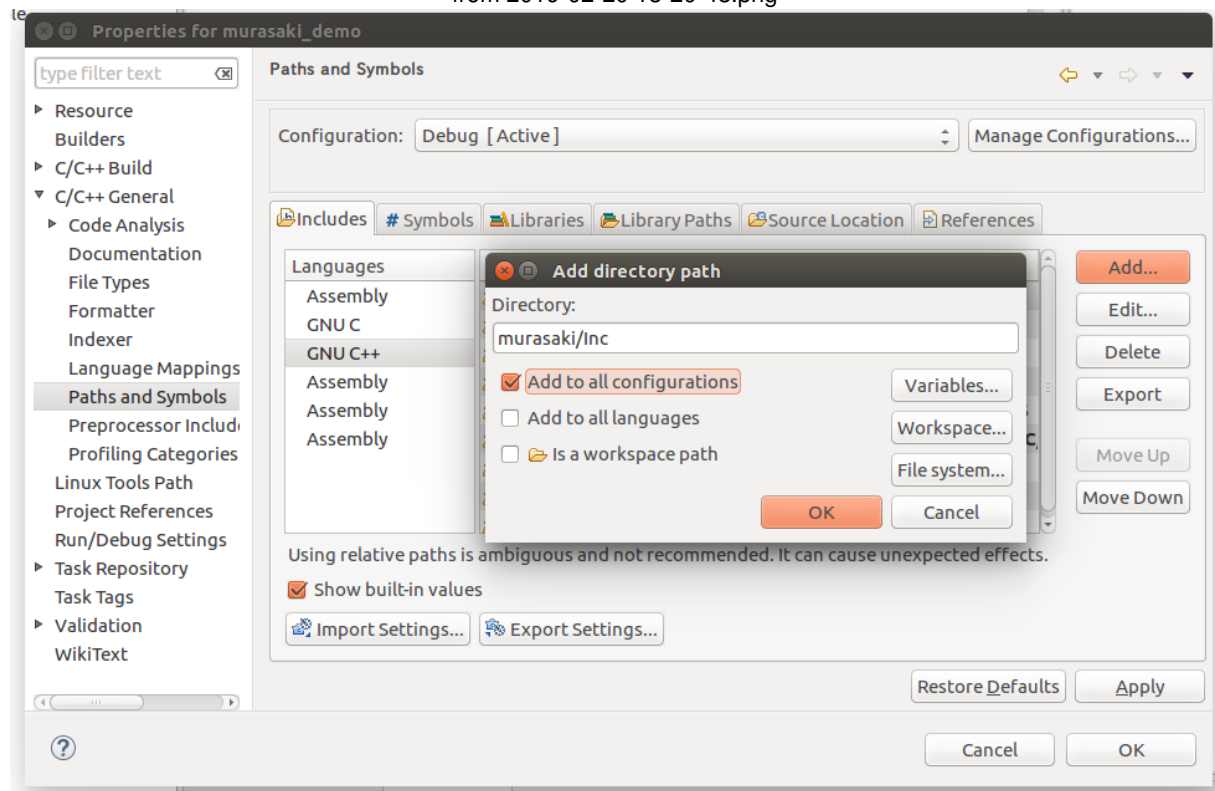 Properties for murasaki_demo
type filter text
Paths and Symbols
Resource
Builders
C/C++ Build
C/C++ General
Code Analysis
Documentation
File Types
Formatter
Indexer
Language Mappings
Paths and Symbols
Preprocessor Includ
Profiling Categories
Linux Tools Path
Project References
Run/Debug Settings
Task Repository
Task Tags
Validation
WikiText
Configuration: Debug [ Active ] Manage Configurations...
Includes # Symbols Libraries Library Paths Source Location References
Languages
Assembly
GNU C
GNU C++
Assembly
Assembly
Assembly
Add directory path
Directory:
murasaki/Inc
Add to all configurations
Add to all languages
Is a workspace path
Variables...
Workspace...
File system...
OK Cancel
Add...
Edit...
Delete
Export
Move Up
Move Down
Using relative paths is ambiguous and not recommended. It can cause unexpected effects.
Show built-in values
Import Settings... Export Settings...
Restore Defaults Apply
Cancel OK